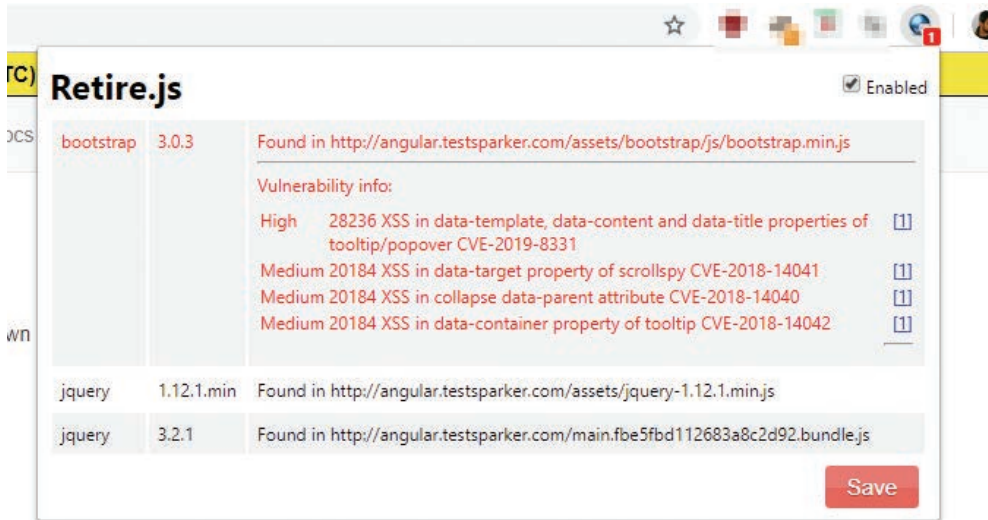 1
TC)
Retire.js
Enabled
ocs
bootstrap 3.0.3 Found in http://angular.testsparker.com/assets/bootstrap/js/bootstrap.min.js
Vulnerability info:
High 28236 XSS in data-template, data-content and data-title properties of [1]
tooltip/popover CVE-2019-8331
Medium 20184 XSS in data-target property of scrollspy CVE-2018-14041 [1]
Medium 20184 XSS in collapse data-parent attribute CVE-2018-14040 [1]
Medium 20184 XSS in data-container property of tooltip CVE-2018-14042 [1]
wn
jquery 1.12.1.min Found in http://angular.testsparker.com/assets/jquery-1.12.1.min.js
jquery 3.2.1 Found in http://angular.testsparker.com/main.fbe5fbd112683a8c2d92.bundle.js
Save